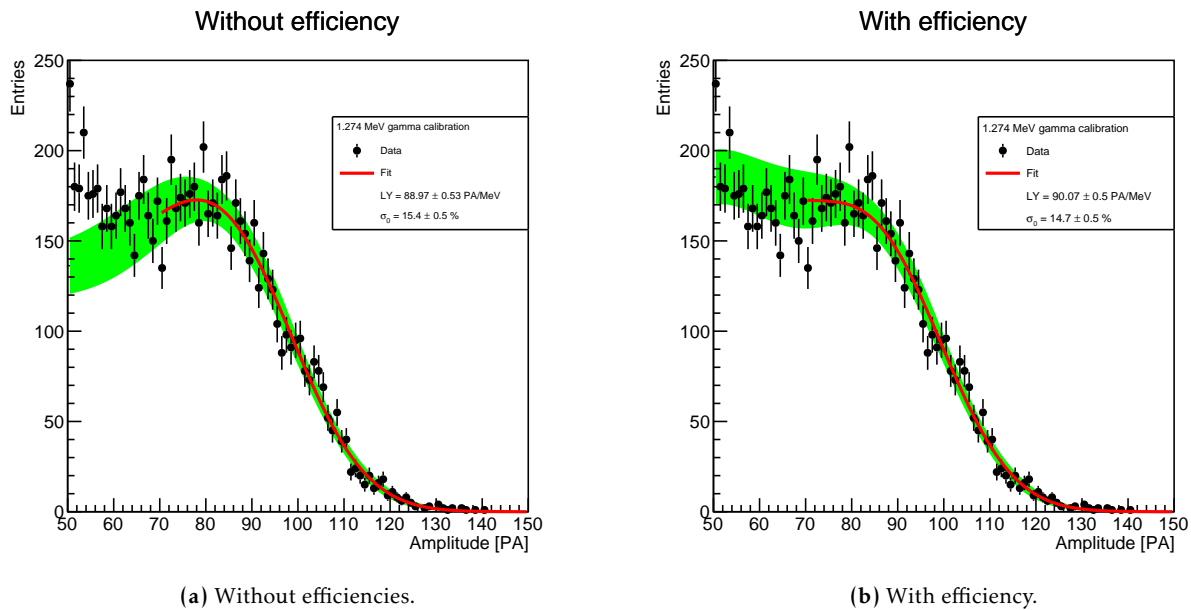 Without efficiency
Entries
250
200
150
100
50
0
1.274 MeV gamma calibration
Data
Fit
LY = 88.97 ± 0.53 PA/MeV
σ₀ = 15.4 ± 0.5 %
50 60 70 80 90 100 110 120 130 140 150
Amplitude [PA]
(a) Without efficiencies.
With efficiency
Entries
250
200
150
100
50
0
1.274 MeV gamma calibration
Data
Fit
LY = 90.07 ± 0.5 PA/MeV
σ₀ = 14.7 ± 0.5 %
50 60 70 80 90 100 110 120 130 140 150
Amplitude [PA]
(b) With efficiency.